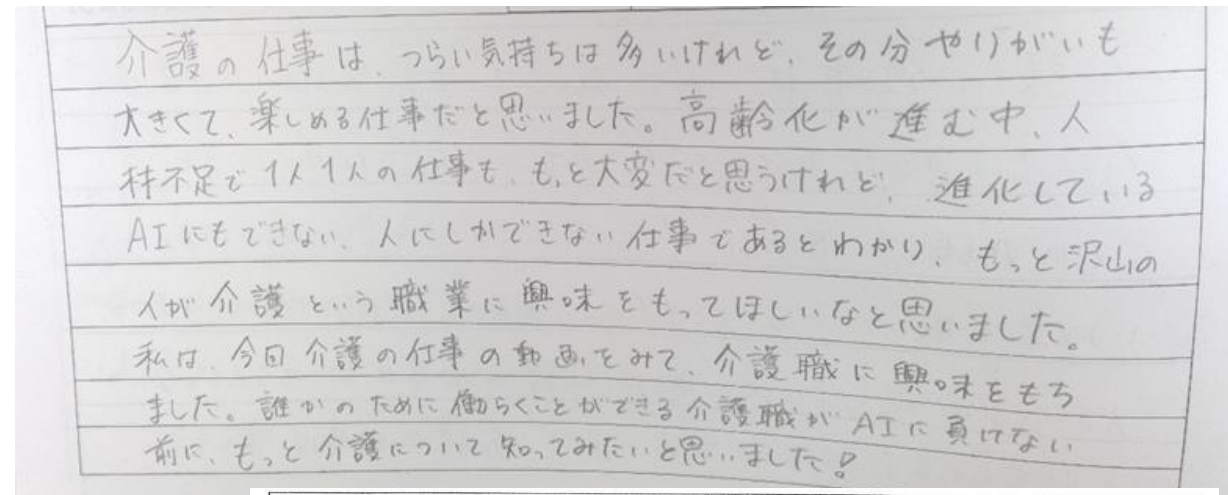 介護の仕事は、つらい気持ちは多いけれど、その分やりがいも
大きくて、楽しめる仕事だと思いました。高齢化が進む中、人
材不足で1人1人の仕事も、もっと大変だと思うけれど、進化している
AIにもできない、人にしかできない仕事であるとわかり、もっと沢山の
人が介護という職業に興味をもってほしいなと思いました。
私は、今回介護の仕事の動画をみて、介護職に興味をもち
ました。誰かのために働らくことができる介護職がAIに負けない
前に、もっと介護について知ってみたいと思いました!